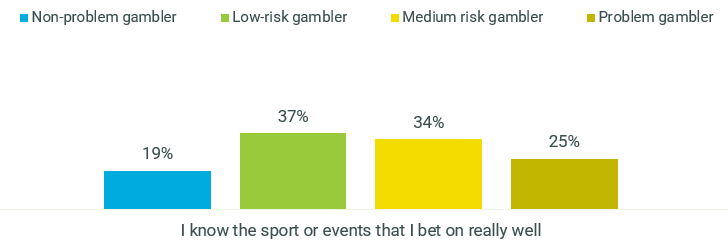 Non-problem gambler Low-risk gambler Medium risk gambler Problem gambler
37%
34%
25%
19%
I know the sport or events that I bet on really well